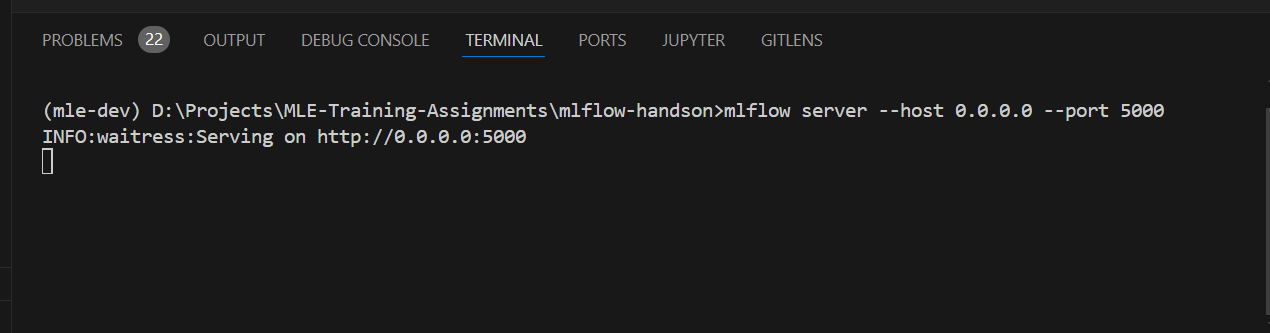 PROBLEMS 22 OUTPUT DEBUG CONSOLE TERMINAL PORTS JUPYTER GITLENS
(mle-dev) D:\Projects\MLE-Training-Assignments\mlflow-handson>mlflow server --host 0.0.0.0 --port 5000
INFO:waitress:Serving on http://0.0.0.0:5000